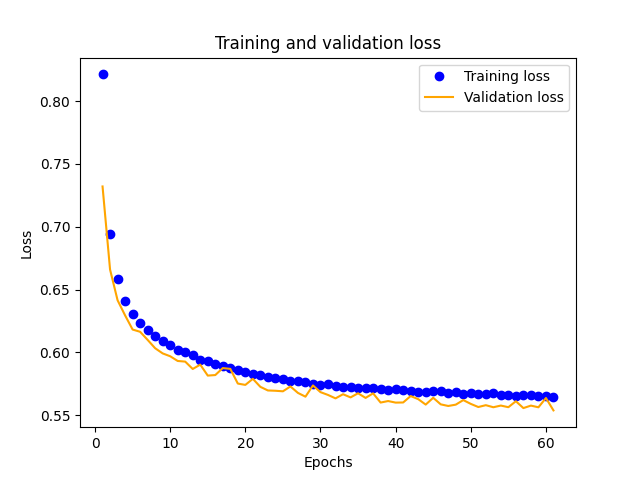 Training and validation loss
Training loss
Validation loss
0.80
0.75
0.70
0.65
0.60
0.55
Loss
0 10 20 30 40 50 60
Epochs